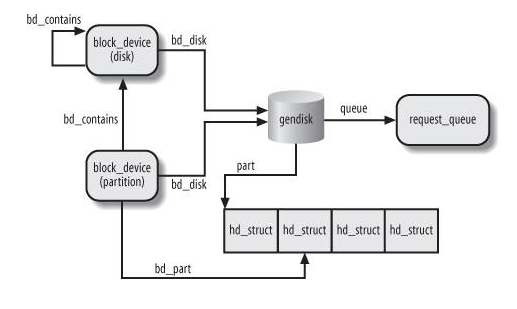 bd_contains
block_device
(disk)
bd_disk
bd_contains
gendisk
queue
request_queue
block_device
(partition)
bd_disk
part
hd_struct
hd_struct
hd_struct
hd_struct
bd_part